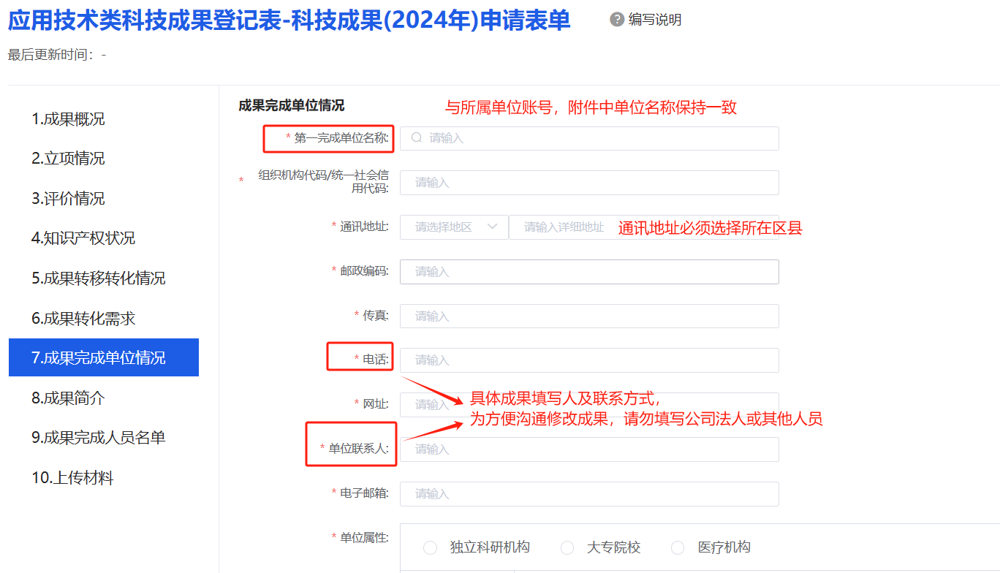 应用技术类科技成果登记表-科技成果(2024年)申请表单
? 编写说明
最后更新时间：-
1.成果概况
2.立项情况
3.评价情况
4.知识产权状况
5.成果转移转化情况
6.成果转化需求
7.成果完成单位情况
8.成果简介
9.成果完成人员名单
10.上传材料
成果完成单位情况
与所属单位账号，附件中单位名称保持一致
* 第一完成单位名称: 请输入
* 组织机构代码/统一社会信
用代码: 请输入
* 通讯地址: 请选择地区 请输入详细地址 通讯地址必须选择所在区县
* 邮政编码: 请输入
* 传真: 请输入
* 电话: 请输入
* 网址: 请输入
具体成果填写人及联系方式，
为方便沟通修改成果，请勿填写公司法人或其他人员
* 单位联系人: 请输入
* 电子邮箱: 请输入
* 单位属性: 独立科研机构 大专院校 医疗机构